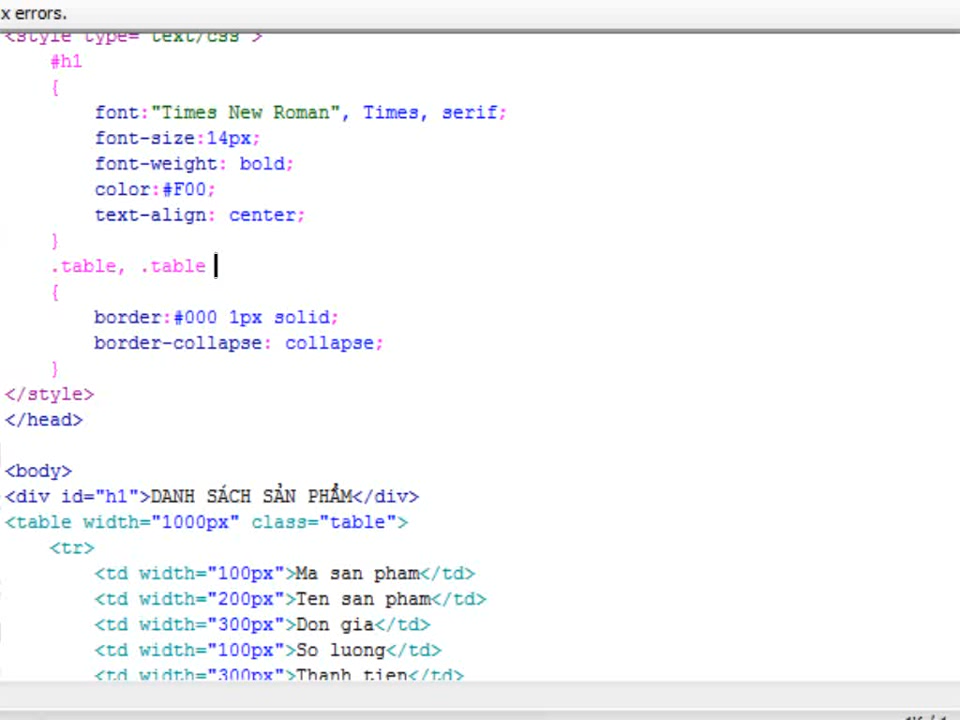 x errors.
<style type="text/css">
#h1
{
font:"Times New Roman", Times, serif;
font-size:14px;
font-weight: bold;
color:#F00;
text-align: center;
}
.table, .table
{
border:#000 1px solid;
border-collapse: collapse;
}
</style>
</head>
<body>
<div id="h1">DANH SÁCH SẢN PHẨM</div>
<table width="1000px" class="table">
<tr>
<td width="100px">Ma san pham</td>
<td width="200px">Ten san pham</td>
<td width="300px">Don gia</td>
<td width="100px">So luong</td>
<td width="300px">Thanh tien</td>